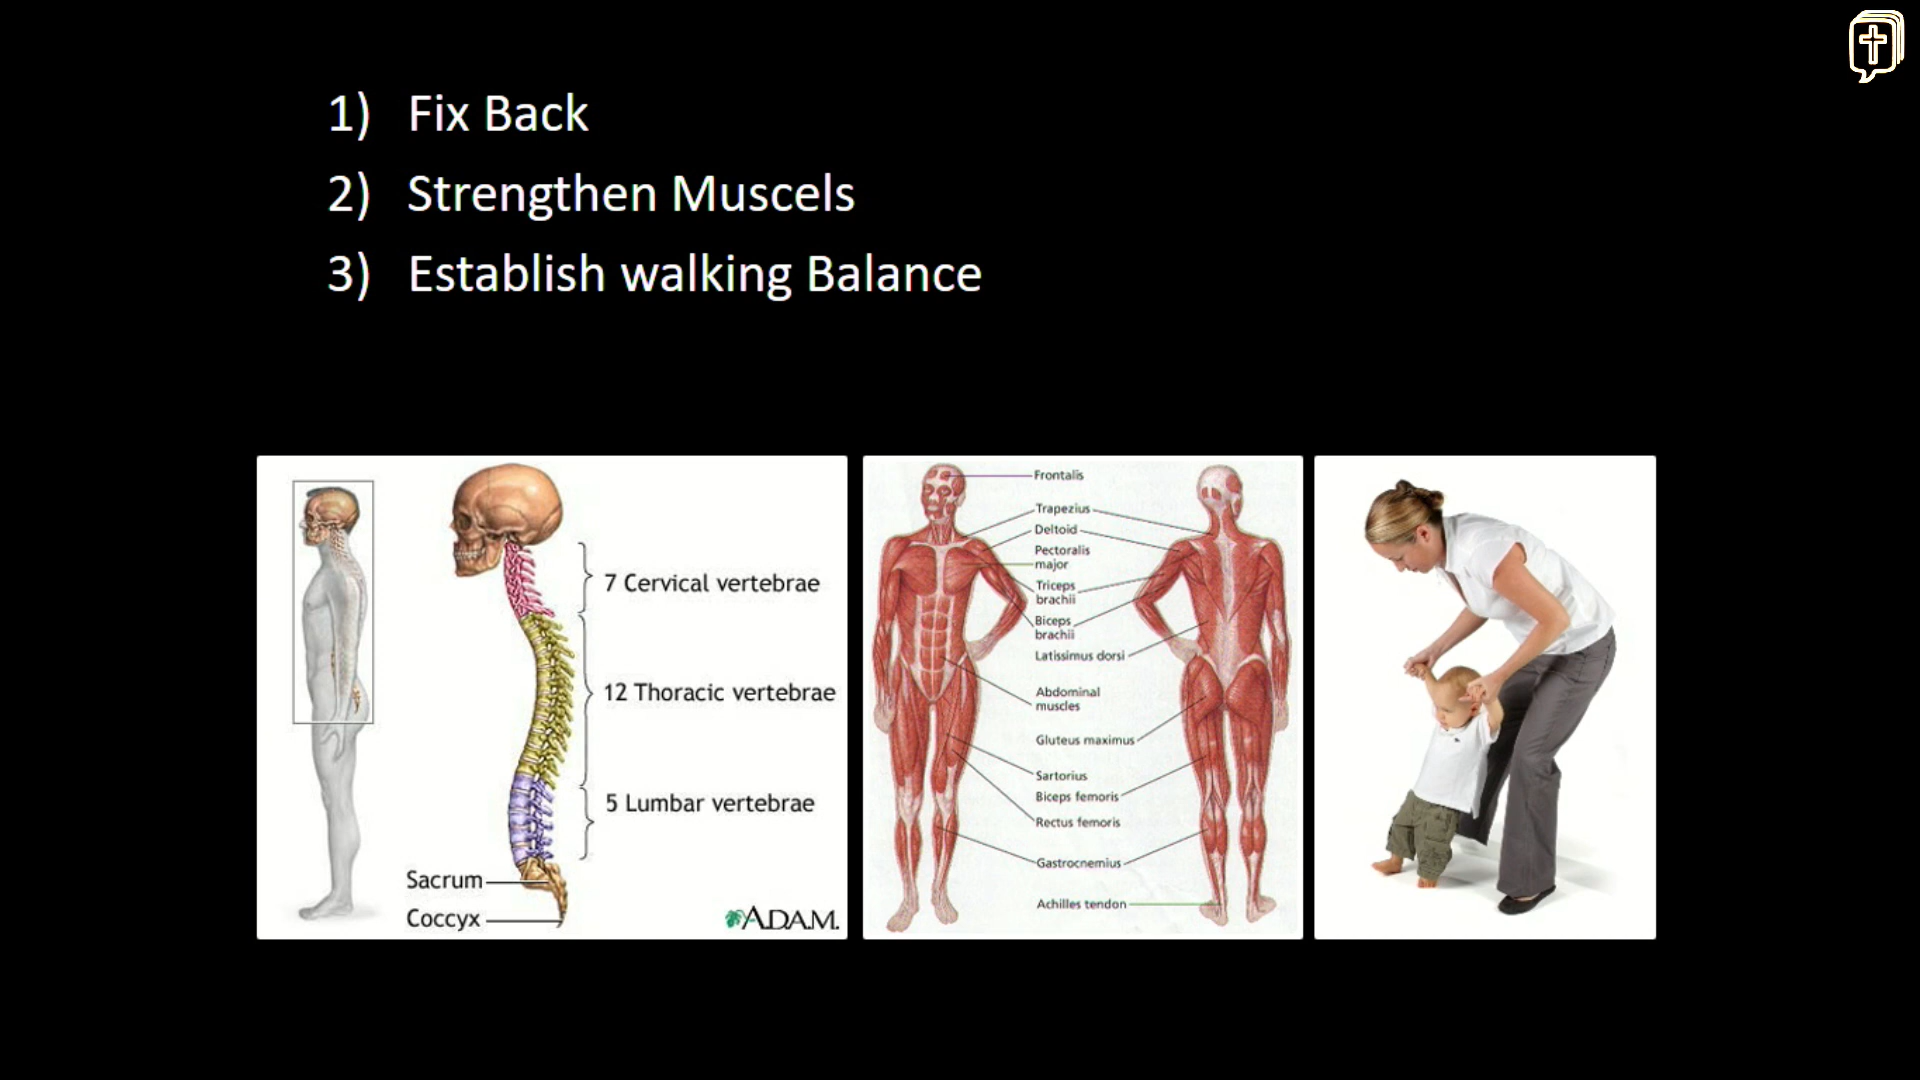 1) Fix Back
2) Strengthen Muscels
3) Establish walking Balance
7 Cervical vertebrae
12 Thoracic vertebrae
5 Lumbar vertebrae
Sacrum
Coccyx
A.D.A.M.
Frontalis
Trapezius
Deltoid
Pectoralis
major
Triceps
brachii
Biceps
brachii
Latissimus dorsi
Abdominal
muscles
Gluteus maximus
Sartorius
Biceps femoris
Rectus femoris
Gastrocnemius
Achilles tendon